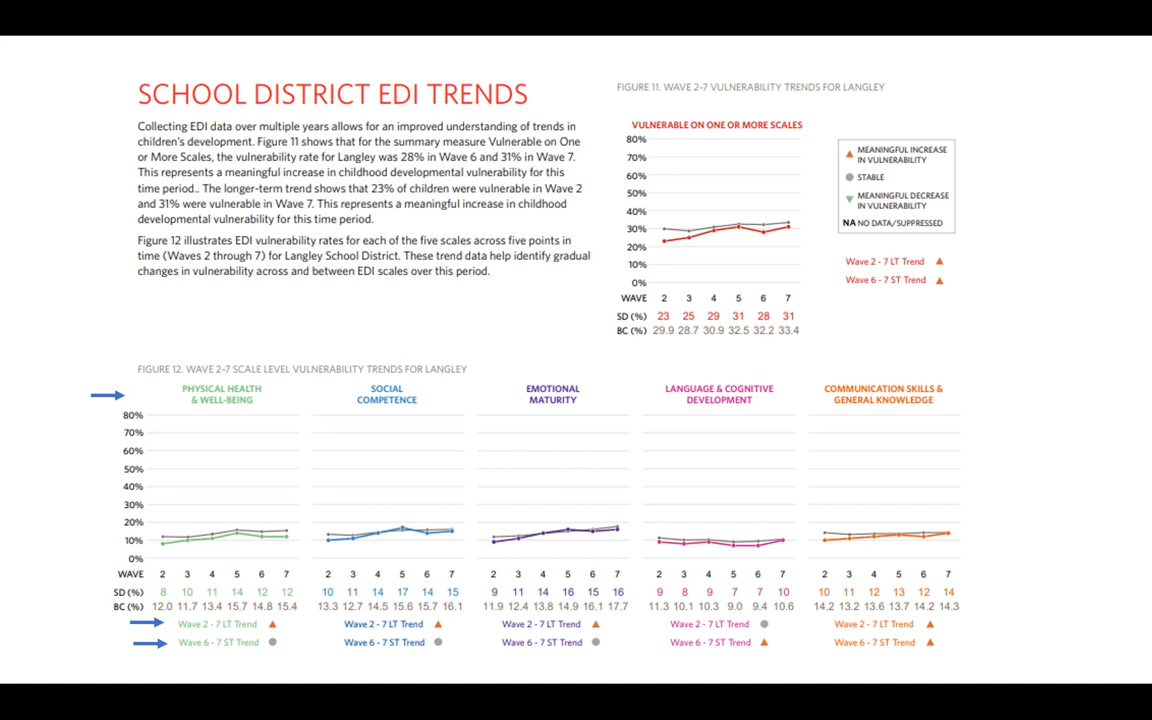 SCHOOL DISTRICT EDI TRENDS
Collecting EDI data over multiple years allows for an improved understanding of trends in
children's development. Figure 11 shows that for the summary measure Vulnerable on One
or More Scales, the vulnerability rate for Langley was 28% in Wave 6 and 31% in Wave 7.
This represents a meaningful increase in childhood developmental vulnerability for this
time period.. The longer-term trend shows that 23% of children were vulnerable in Wave 2
and 31% were vulnerable in Wave 7. This represents a meaningful increase in childhood
developmental vulnerability for this time period.
Figure 12 illustrates EDI vulnerability rates for each of the five scales across five points in
time (Waves 2 through 7) for Langley School District. These trend data help identify gradual
changes in vulnerability across and between EDI scales over this period.
FIGURE 11. WAVE 2-7 VULNERABILITY TRENDS FOR LANGLEY
VULNERABLE ON ONE OR MORE SCALES
80%
70%
60%
50%
40%
30%
20%
10%
0%
WAVE 2 3 4 5 6 7
SD (%) 23 25 29 31 28 31
BC (%) 29.9 28.7 30.9 32.5 32.2 33.4
MEANINGFUL INCREASE
IN VULNERABILITY
STABLE
MEANINGFUL DECREASE
IN VULNERABILITY
NA NO DATA/SUPPRESSED
Wave 2 - 7 LT Trend
Wave 6 - 7 ST Trend
FIGURE 12. WAVE 2-7 SCALE LEVEL VULNERABILITY TRENDS FOR LANGLEY
PHYSICAL HEALTH
& WELL-BEING
SOCIAL
COMPETENCE
EMOTIONAL
MATURITY
LANGUAGE & COGNITIVE
DEVELOPMENT
COMMUNICATION SKILLS &
GENERAL KNOWLEDGE
80%
70%
60%
50%
40%
30%
20%
10%
0%
WAVE 2 3 4 5 6 7 2 3 4 5 6 7 2 3 4 5 6 7 2 3 4 5 6 7 2 3 4 5 6 7
SD (%) 8 10 11 14 12 12 10 11 14 17 14 15 9 11 14 16 15 16 9 8 9 7 7 10 10 11 12 13 12 14
BC (%) 12.0 11.7 13.4 15.7 14.8 15.4 13.3 12.7 14.5 15.6 15.7 16.1 11.9 12.4 13.8 14.9 16.1 17.7 11.3 10.1 10.3 9.0 9.4 10.6 14.2 13.2 13.6 13.7 14.2 14.3
Wave 2 - 7 LT Trend Wave 2 - 7 LT Trend Wave 2 - 7 LT Trend Wave 2 - 7 LT Trend Wave 2 - 7 LT Trend
Wave 6 - 7 ST Trend Wave 6 - 7 ST Trend Wave 6 - 7 ST Trend Wave 6 - 7 ST Trend Wave 6 - 7 ST Trend